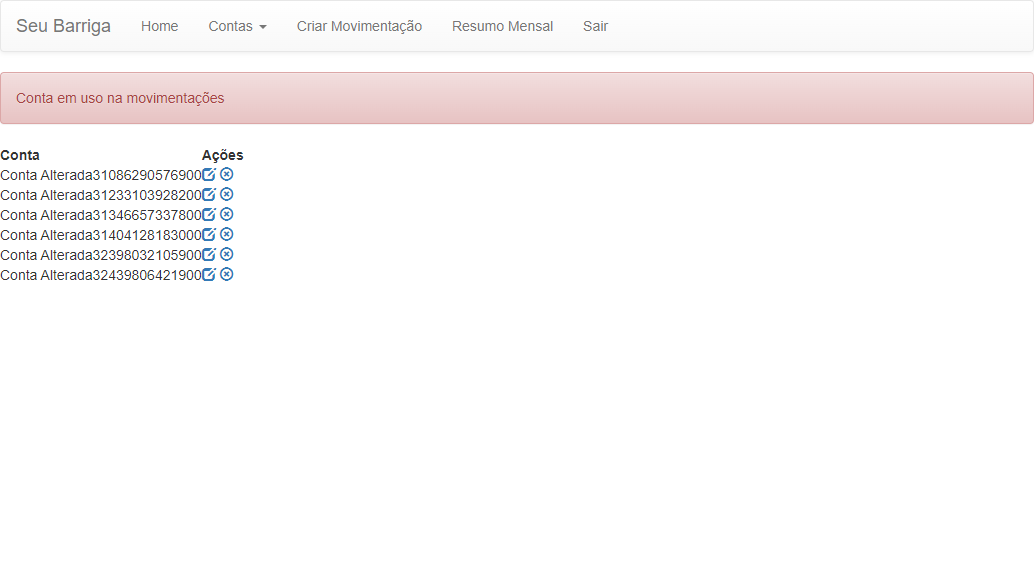 Seu Barriga Home Contas Criar Movimentação Resumo Mensal Sair
Conta em uso na movimentações
Conta Ações
Conta Alterada31086290576900
Conta Alterada31233103928200
Conta Alterada31346657337800
Conta Alterada31404128183000
Conta Alterada32398032105900
Conta Alterada32439806421900